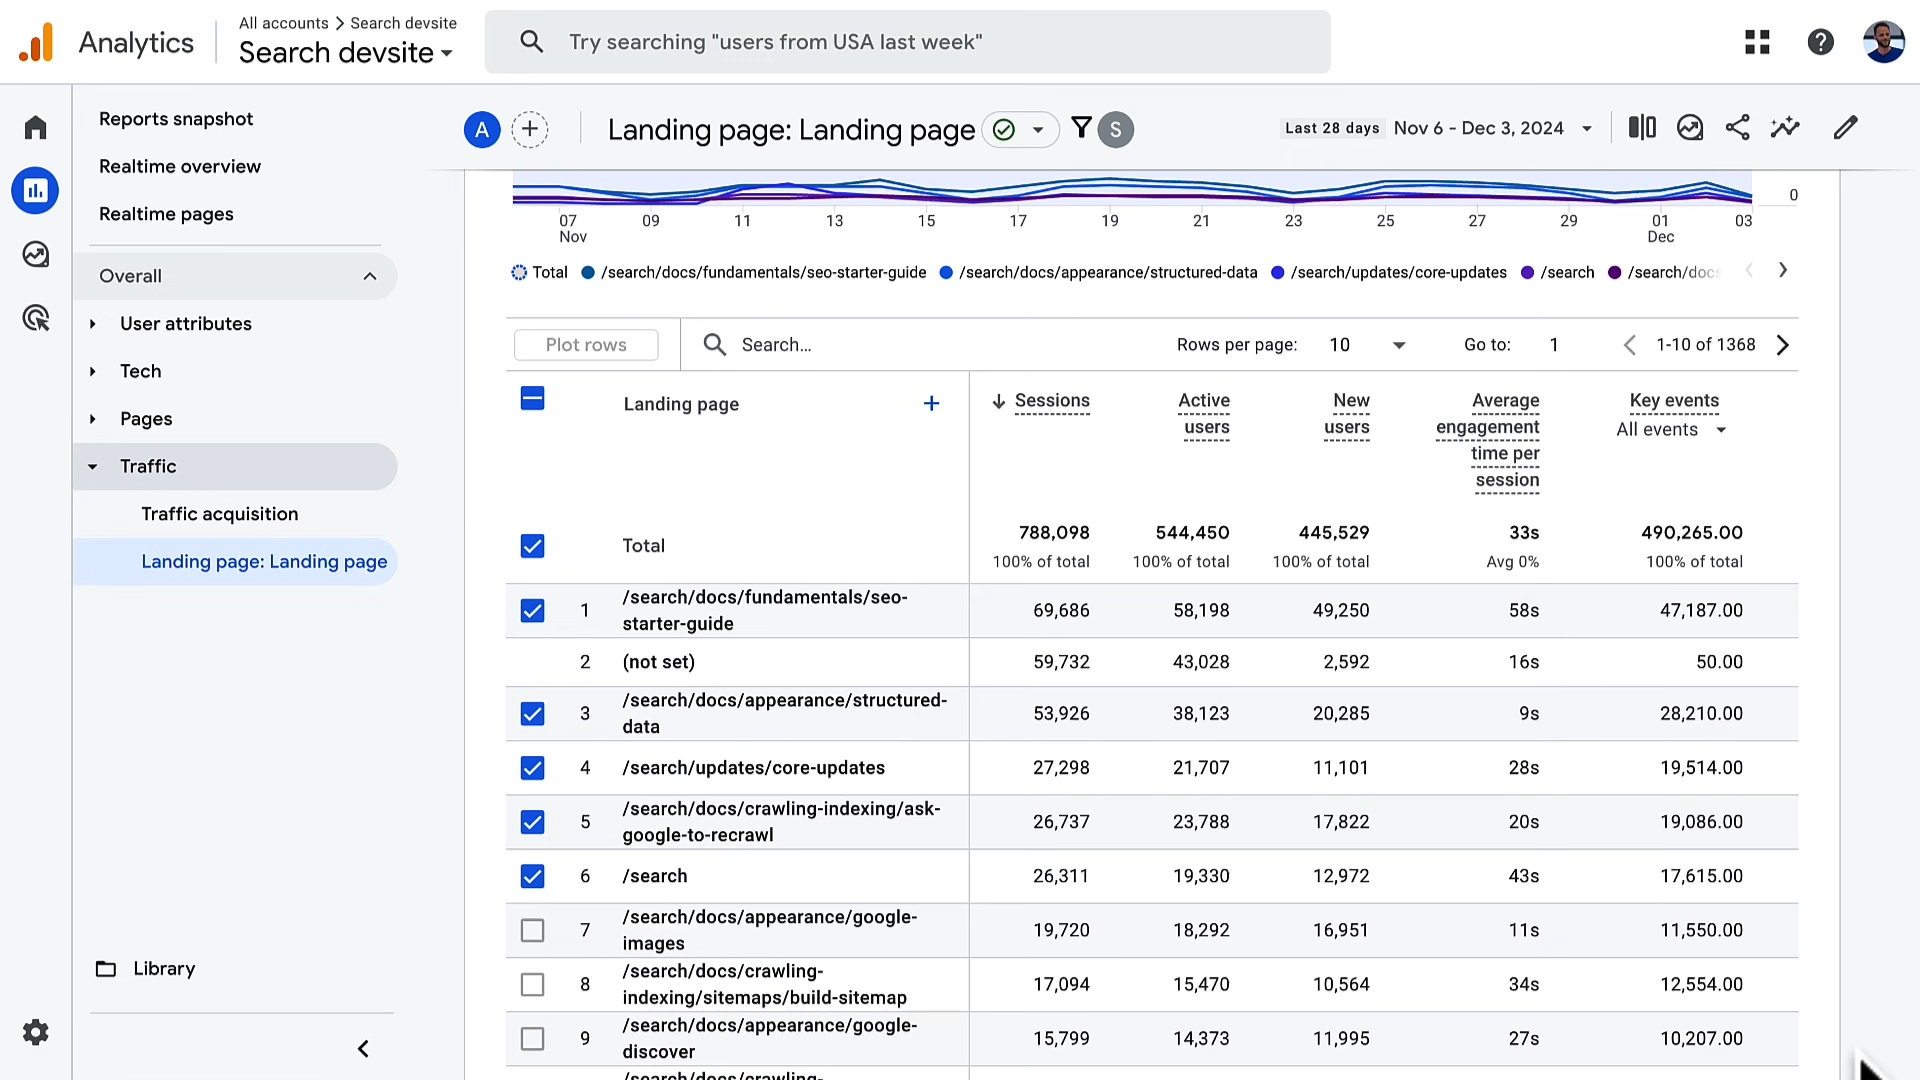 Analytics
All accounts > Search devsite
Search devsite
Try searching "users from USA last week"
Reports snapshot
Realtime overview
Realtime pages
Overall
User attributes
Tech
Pages
Traffic
Traffic acquisition
Landing page: Landing page
Library
A
Landing page: Landing page
S
Last 28 days Nov 6 - Dec 3, 2024
0
07 09 11 13 15 17 19 21 23 25 27 29 01 03
Nov Dec
Total /search/docs/fundamentals/seo-starter-guide /search/docs/appearance/structured-data /search/updates/core-updates /search /search/docs
Plot rows Search... Rows per page: 10 Go to: 1 1-10 of 1368
Landing page + Sessions Active users New users Average engagement time per session Key events
All events
Total 788,098 544,450 445,529 33s 490,265.00
100% of total 100% of total 100% of total Avg 0% 100% of total
1 /search/docs/fundamentals/seo-
starter-guide 69,686 58,198 49,250 58s 47,187.00
2 (not set) 59,732 43,028 2,592 16s 50.00
3 /search/docs/appearance/structured-
data 53,926 38,123 20,285 9s 28,210.00
4 /search/updates/core-updates 27,298 21,707 11,101 28s 19,514.00
5 /search/docs/crawling-indexing/ask-
google-to-recrawl 26,737 23,788 17,822 20s 19,086.00
6 /search 26,311 19,330 12,972 43s 17,615.00
7 /search/docs/appearance/google-
images 19,720 18,292 16,951 11s 11,550.00
8 /search/docs/crawling-
indexing/sitemaps/build-sitemap 17,094 15,470 10,564 34s 12,554.00
9 /search/docs/appearance/google-
discover 15,799 14,373 11,995 27s 10,207.00
/search/docs/crawling-